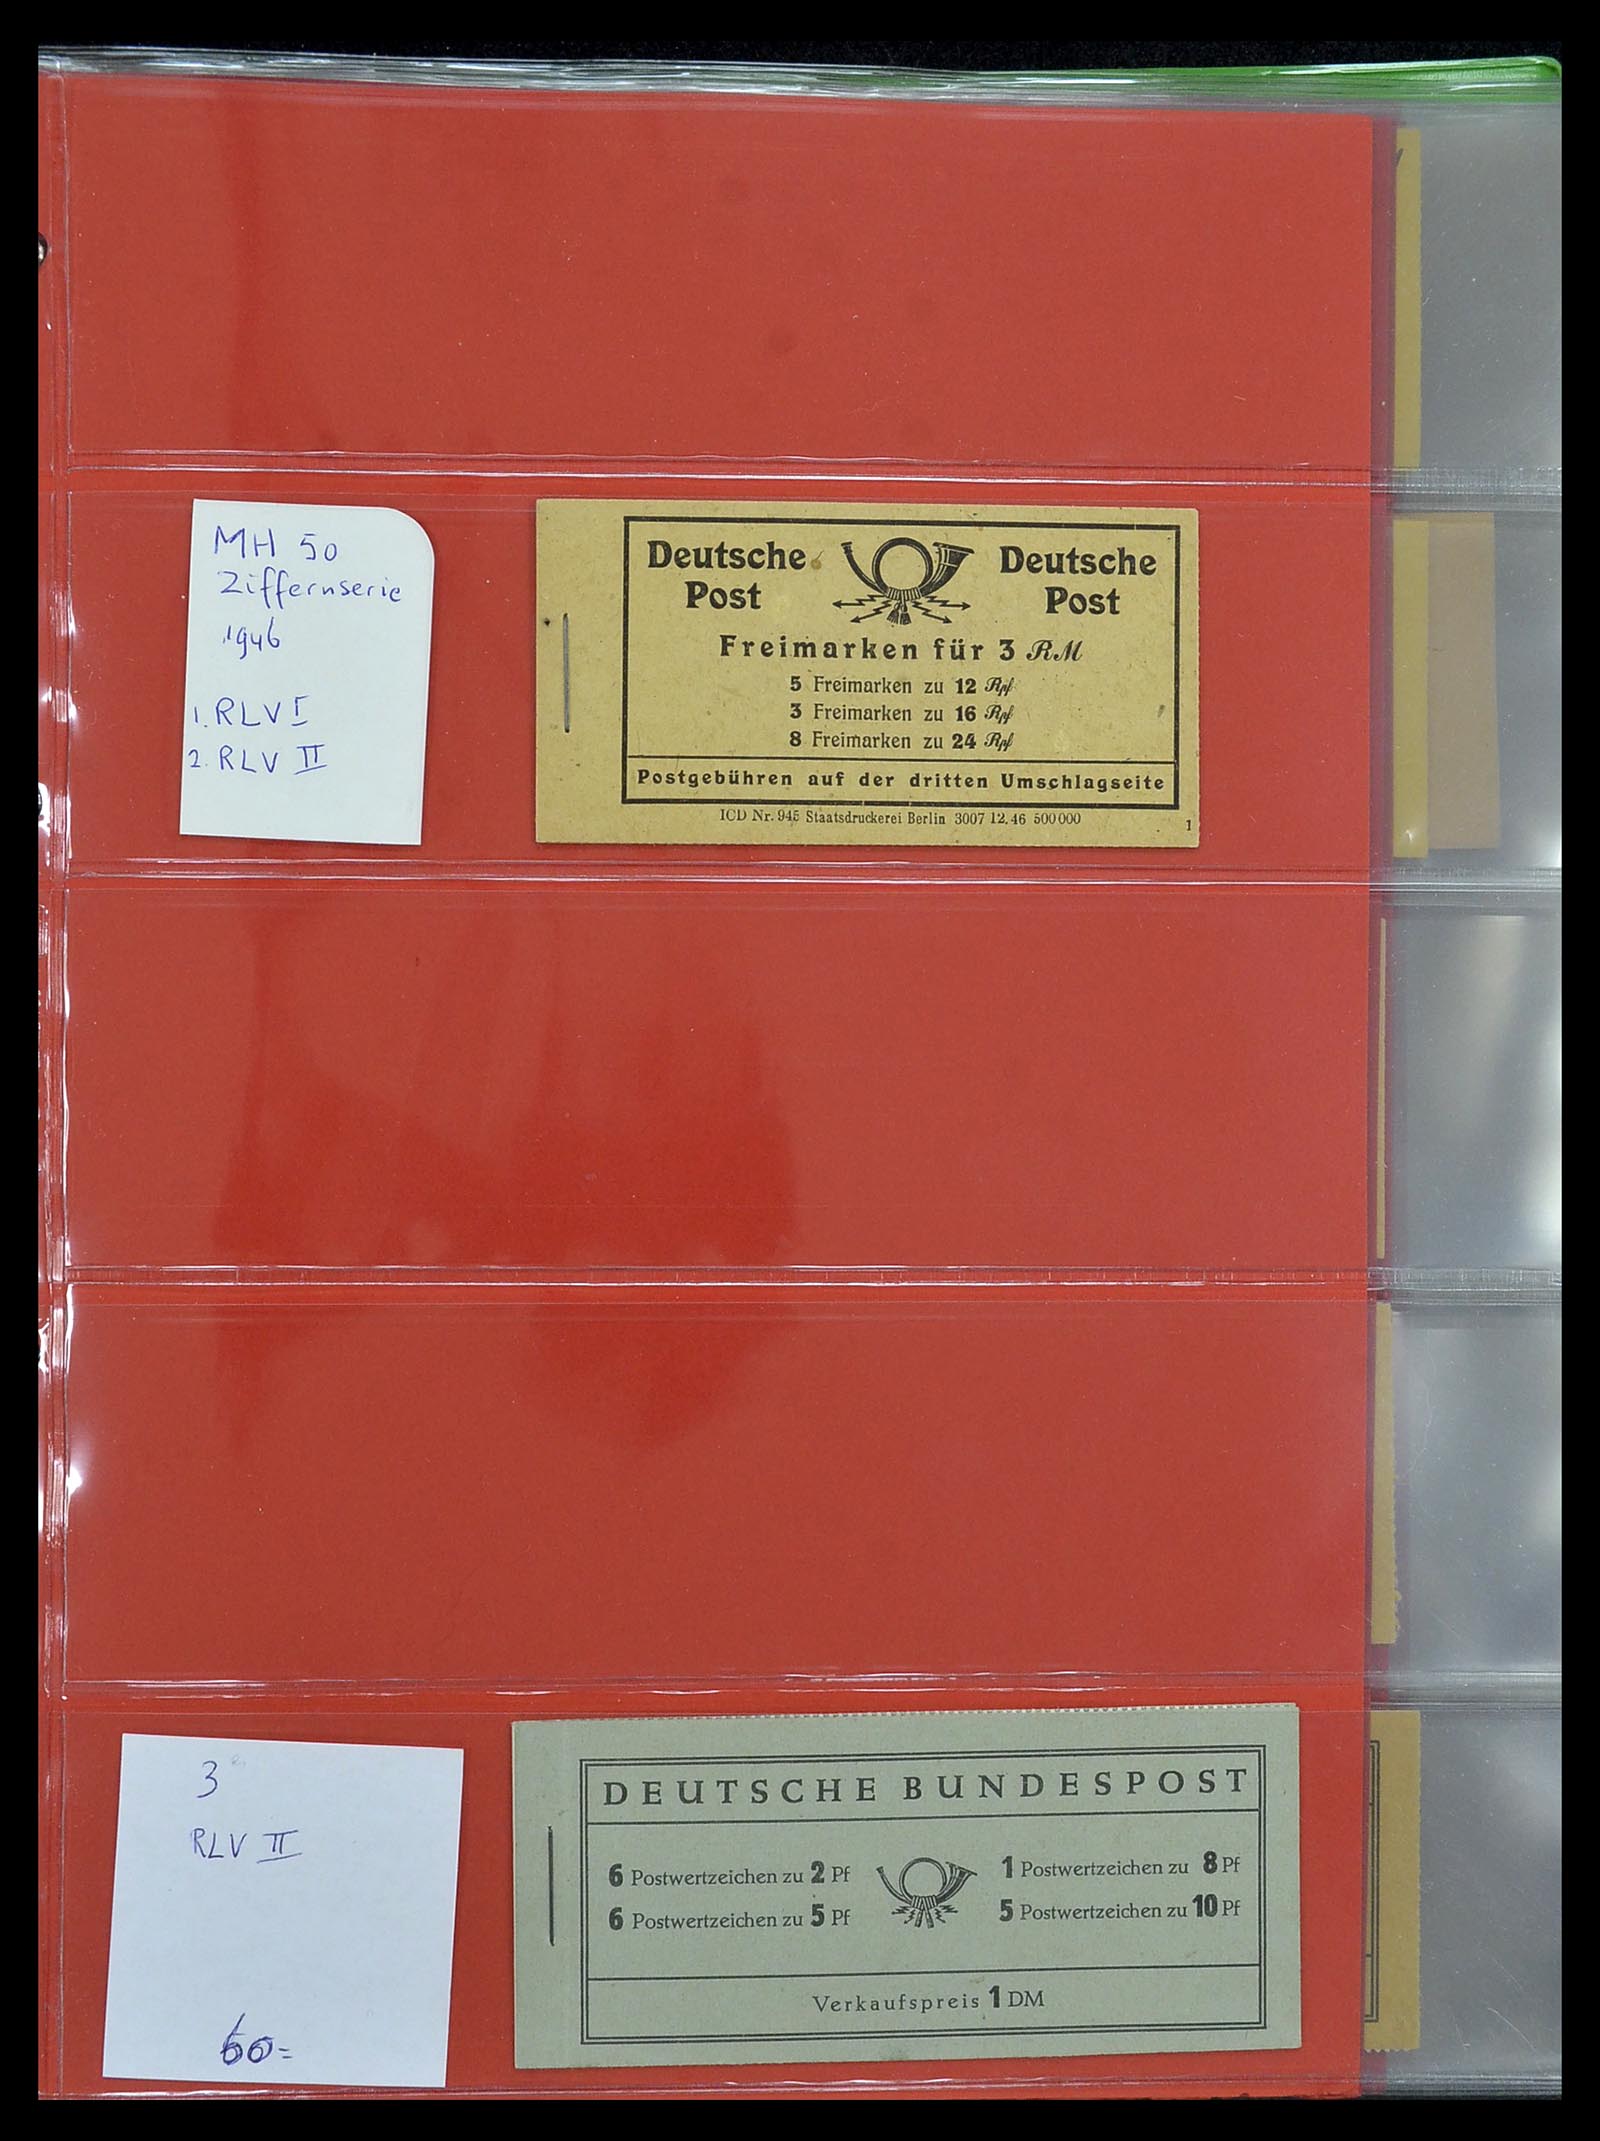 MH 50
Ziffernserie
1946
1. RLV I
2. RLV II
Deutsche Post
Deutsche Post
Freimarken für 3 RM
5 Freimarken zu 12 Rpf
3 Freimarken zu 16 Rpf
8 Freimarken zu 24 Rpf
Postgebühren auf der dritten Umschlagseite
ICD Nr. 945 Staatsdruckerei Berlin 3007 12. 46 500 000
1
3
RLV II
60=
DEUTSCHE BUNDESPOST
6 Postwertzeichen zu 2 Pf
6 Postwertzeichen zu 5 Pf
1 Postwertzeichen zu 8 Pf
5 Postwertzeichen zu 10 Pf
Verkaufspreis 1 DM